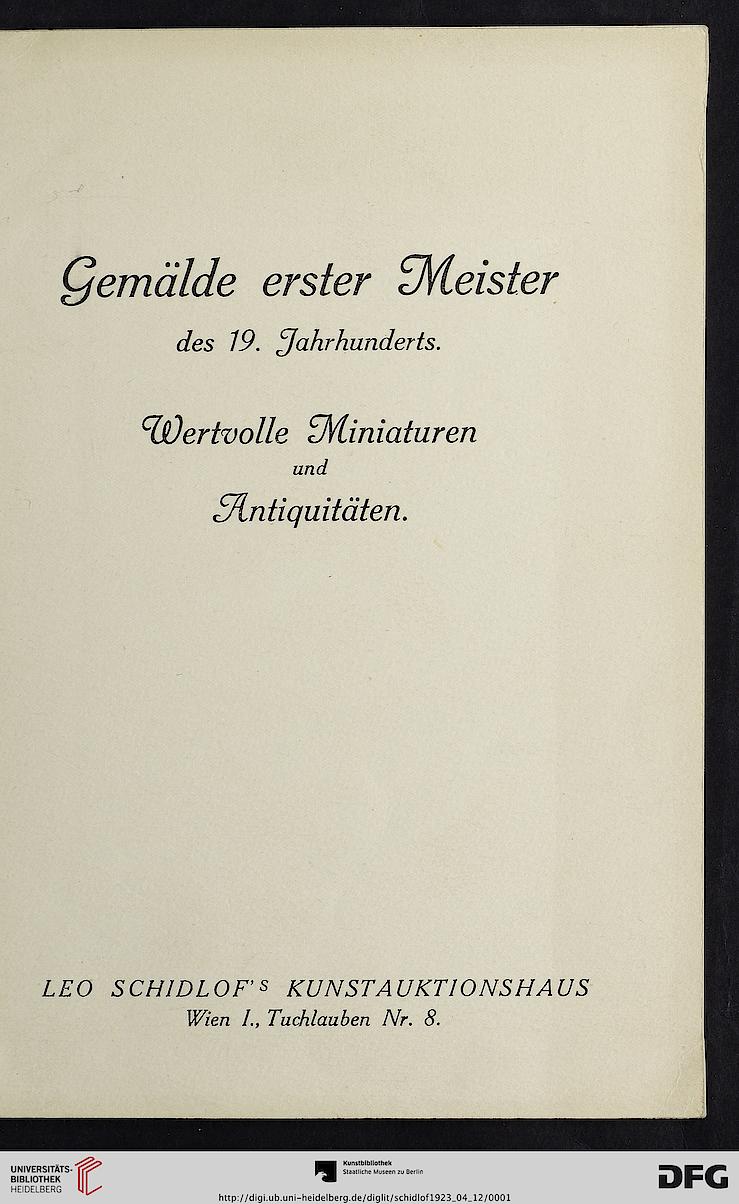 Gemälde erster Meister
des 19. Jahrhunderts.
Wertvolle Miniaturen
und
Antiquitäten.
LEO SCHIDLOF'S KUNSTAUKTIONSHAUS
Wien I., Tuchlauben Nr. 8.
UNIVERSITÄTS-
BIBLIOTHEK
HEIDELBERG
Kunstbibliothek
Staatliche Museen zu Berlin
http://digi.ub.uni-heidelberg.de/diglit/schidlof1923_04_12/0001
DFG